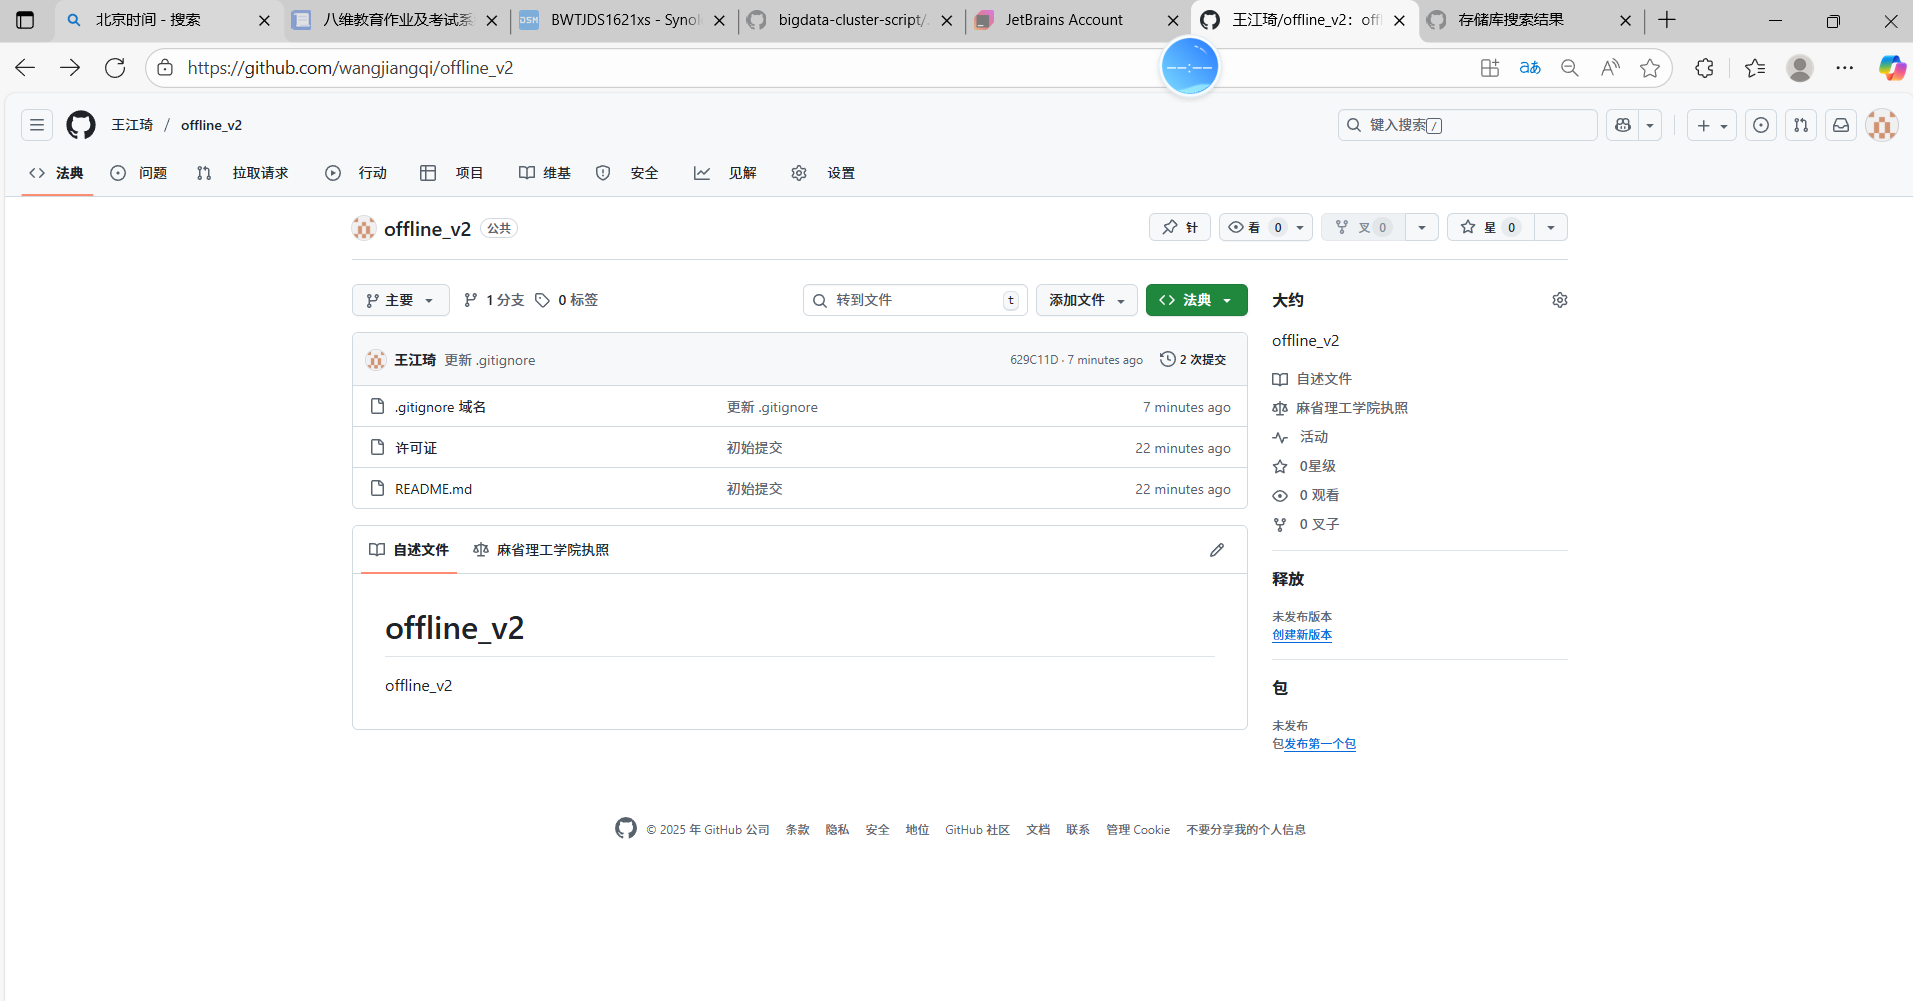 北京时间 - 搜索
八维教育作业及考试系
BWTJDS1621xs - Synol
bigdata-cluster-script/.
JetBrains Account
王江琦/offline_v2：offl
存储库搜索结果
https://github.com/wangjiangqi/offline_v2
--:--
王江琦 / offline_v2
键入搜索 /
法典
问题
拉取请求
行动
项目
维基
安全
见解
设置
offline_v2 公共
针
看 0
叉 0
星 0
主要
1 分支
0 标签
转到文件 t
添加文件
法典
王江琦 更新 .gitignore 629C11D · 7 minutes ago 2 次提交
.gitignore 域名 更新 .gitignore 7 minutes ago
许可证 初始提交 22 minutes ago
README.md 初始提交 22 minutes ago
自述文件 麻省理工学院执照
offline_v2
offline_v2
大约
offline_v2
自述文件
麻省理工学院执照
活动
0星级
0 观看
0 叉子
释放
未发布版本
创建新版本
包
未发布
包发布第一个包
© 2025 年 GitHub 公司 条款 隐私 安全 地位 GitHub 社区 文档 联系 管理 Cookie 不要分享我的个人信息